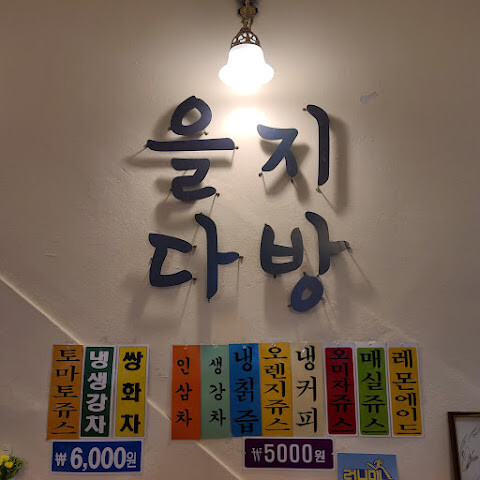 을지
다방
토마토쥬스
냉생강차
쌍화차
인삼차
생강차
냉칡즙
오렌지쥬스
냉커피
오미자쥬스
매실쥬스
레몬에이드
₩6,000원
₩5000원
런닝맨